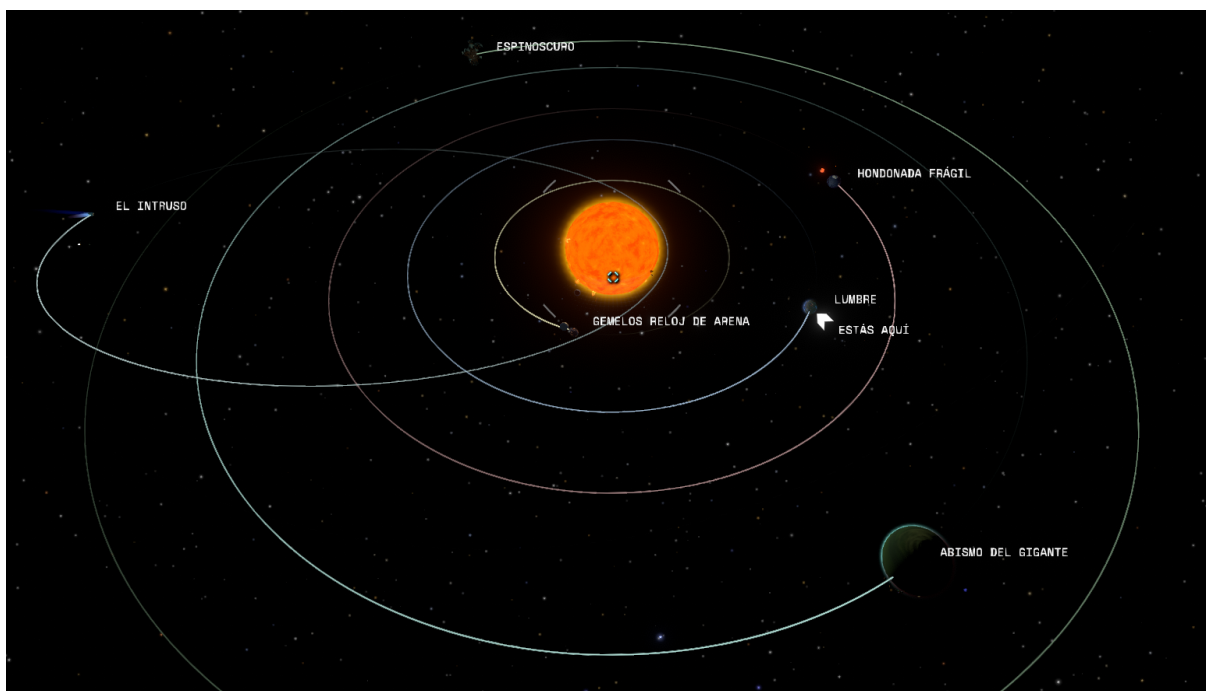 ESPINOSCURO
HONDONADA FRÁGIL
EL INTRUSO
LUMBRE
GEMELOS RELOJ DE ARENA
ESTÁS AQUÍ
ABISMO DEL GIGANTE